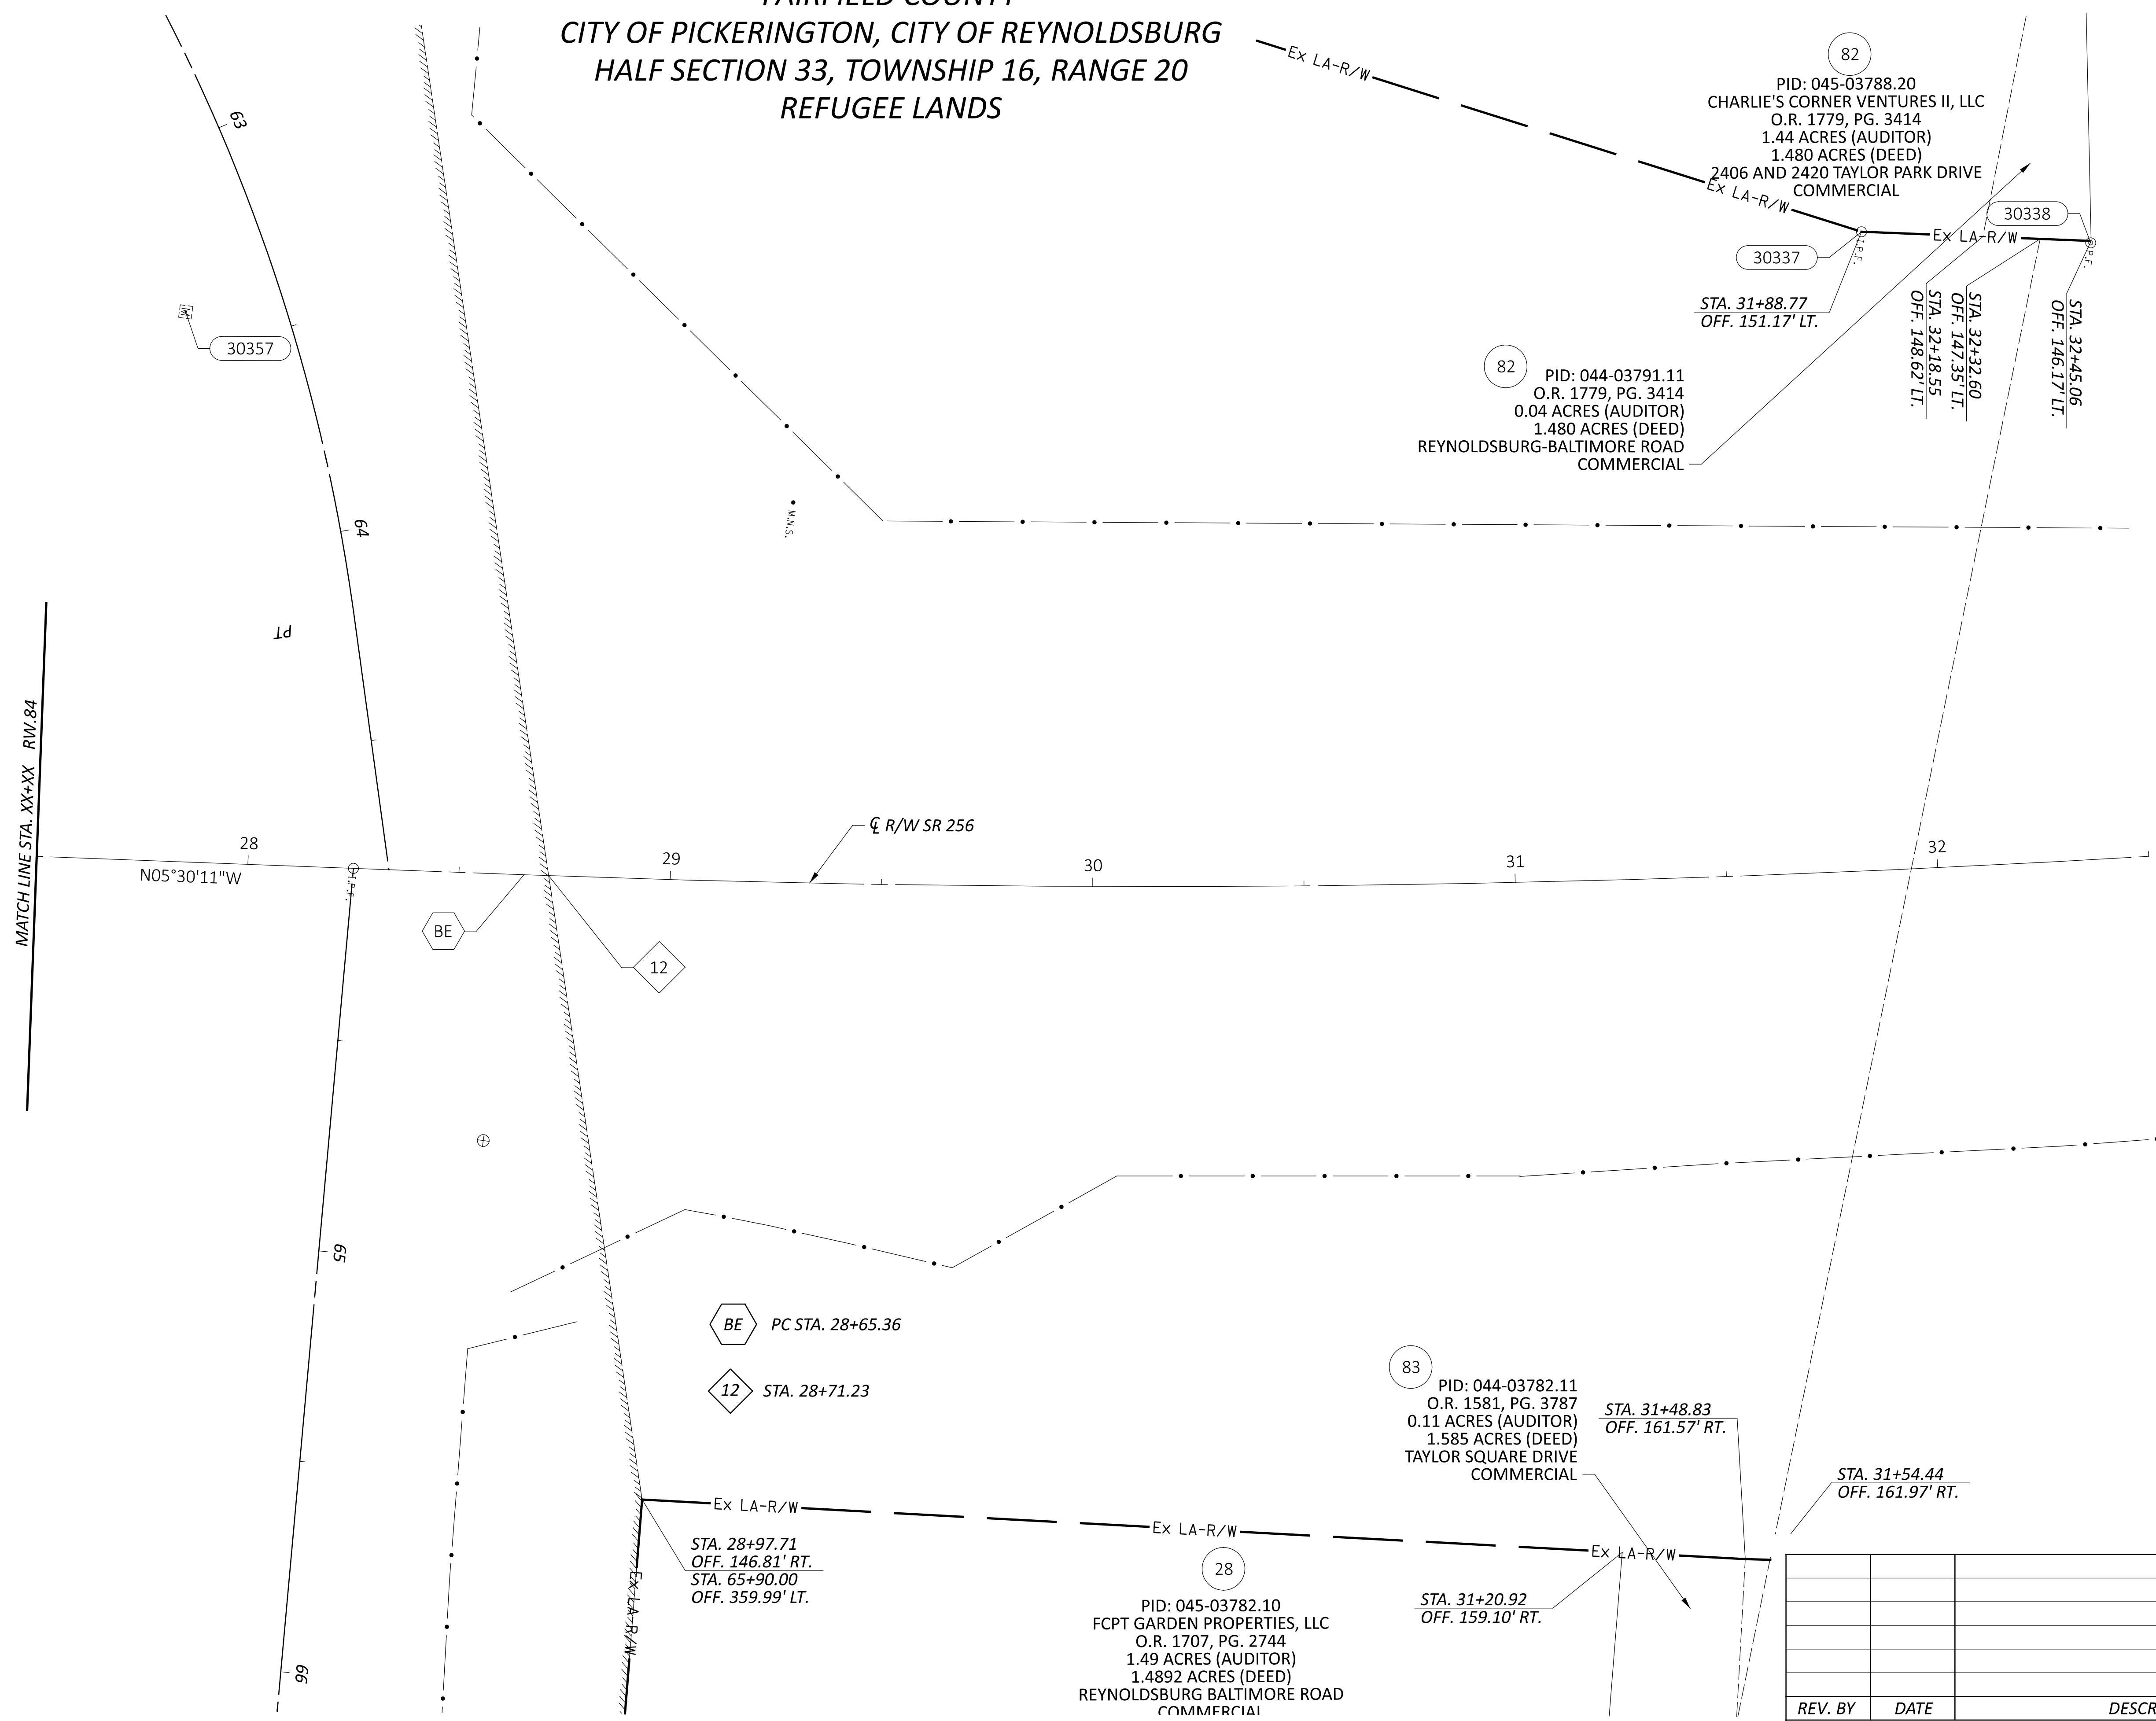 CITY OF PICKERINGTON, CITY OF REYNOLDSBURG
HALF SECTION 33, TOWNSHIP 16, RANGE 20
REFUGEE LANDS
Ex LA-R/W
82
PID: 045-03788.20
CHARLIE'S CORNER VENTURES II, LLC
O.R. 1779, PG. 3414
1.44 ACRES (AUDITOR)
1.480 ACRES (DEED)
2406 AND 2420 TAYLOR PARK DRIVE
COMMERCIAL
Ex LA-R/W
63
30338
Ex LA-R/W
I.P.F.
30337
P.F.
STA. 31+88.77
OFF. 151.17' LT.
STA. 32+18.55
OFF. 148.62' LT.
STA. 32+32.60
OFF. 147.35' LT.
STA. 32+45.06
OFF. 146.17' LT.
30357
82
PID: 044-03791.11
O.R. 1779, PG. 3414
0.04 ACRES (AUDITOR)
1.480 ACRES (DEED)
REYNOLDSBURG-BALTIMORE ROAD
COMMERCIAL
M.N.S.
64
PT
MATCH LINE STA. XX+XX RW.84
℄ R/W SR 256
28
29
30
31
32
N05°30'11"W
I.P.F.
BE
12
65
BE PC STA. 28+65.36
12 STA. 28+71.23
83
PID: 044-03782.11
O.R. 1581, PG. 3787
0.11 ACRES (AUDITOR)
1.585 ACRES (DEED)
TAYLOR SQUARE DRIVE
COMMERCIAL
STA. 31+48.83
OFF. 161.57' RT.
STA. 31+54.44
OFF. 161.97' RT.
Ex LA-R/W
Ex LA-R/W
Ex LA-R/W
STA. 28+97.71
OFF. 146.81' RT.
STA. 65+90.00
OFF. 359.99' LT.
Ex LA-R/W
28
PID: 045-03782.10
FCPT GARDEN PROPERTIES, LLC
O.R. 1707, PG. 2744
1.49 ACRES (AUDITOR)
1.4892 ACRES (DEED)
REYNOLDSBURG BALTIMORE ROAD
COMMERCIAL
STA. 31+20.92
OFF. 159.10' RT.
66
REV. BY DATE DESCR